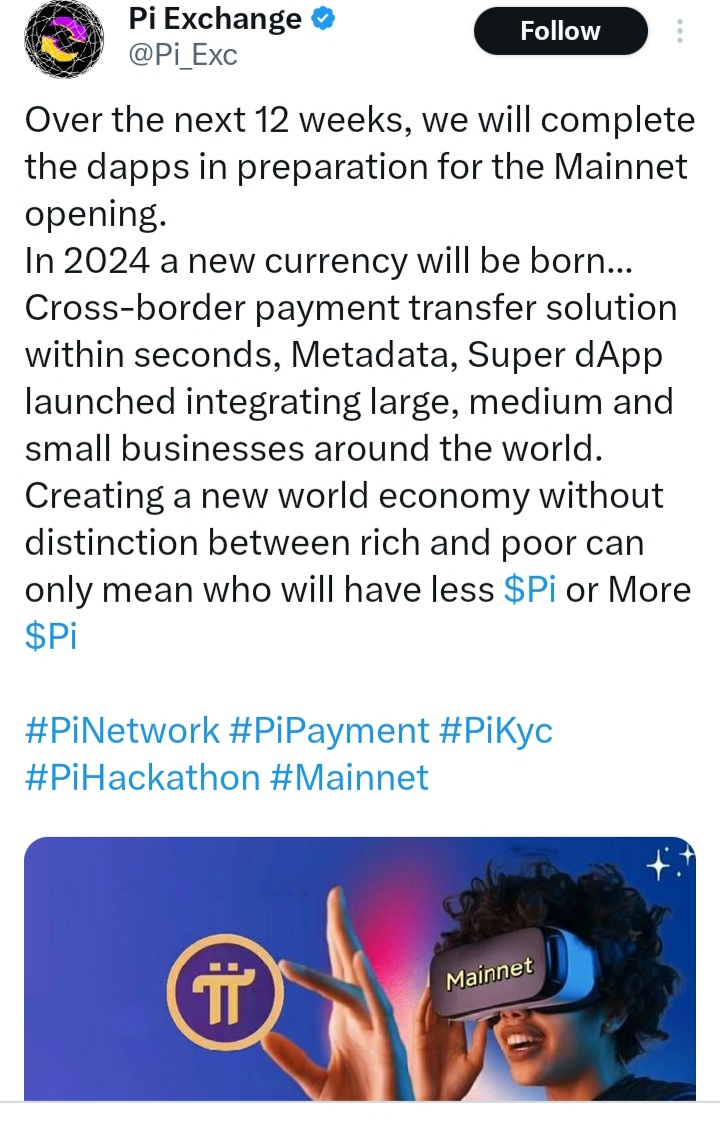 Pi Exchange
Follow
@Pi_Exc
Over the next 12 weeks, we will complete
the dapps in preparation for the Mainnet
opening.
In 2024 a new currency will be born...
Cross-border payment transfer solution
within seconds, Metadata, Super dApp
launched integrating large, medium and
small businesses around the world.
Creating a new world economy without
distinction between rich and poor can
only mean who will have less $Pi or More
$Pi
#PiNetwork #PiPayment #PiKyc
#PiHackathon #Mainnet
Mainnet